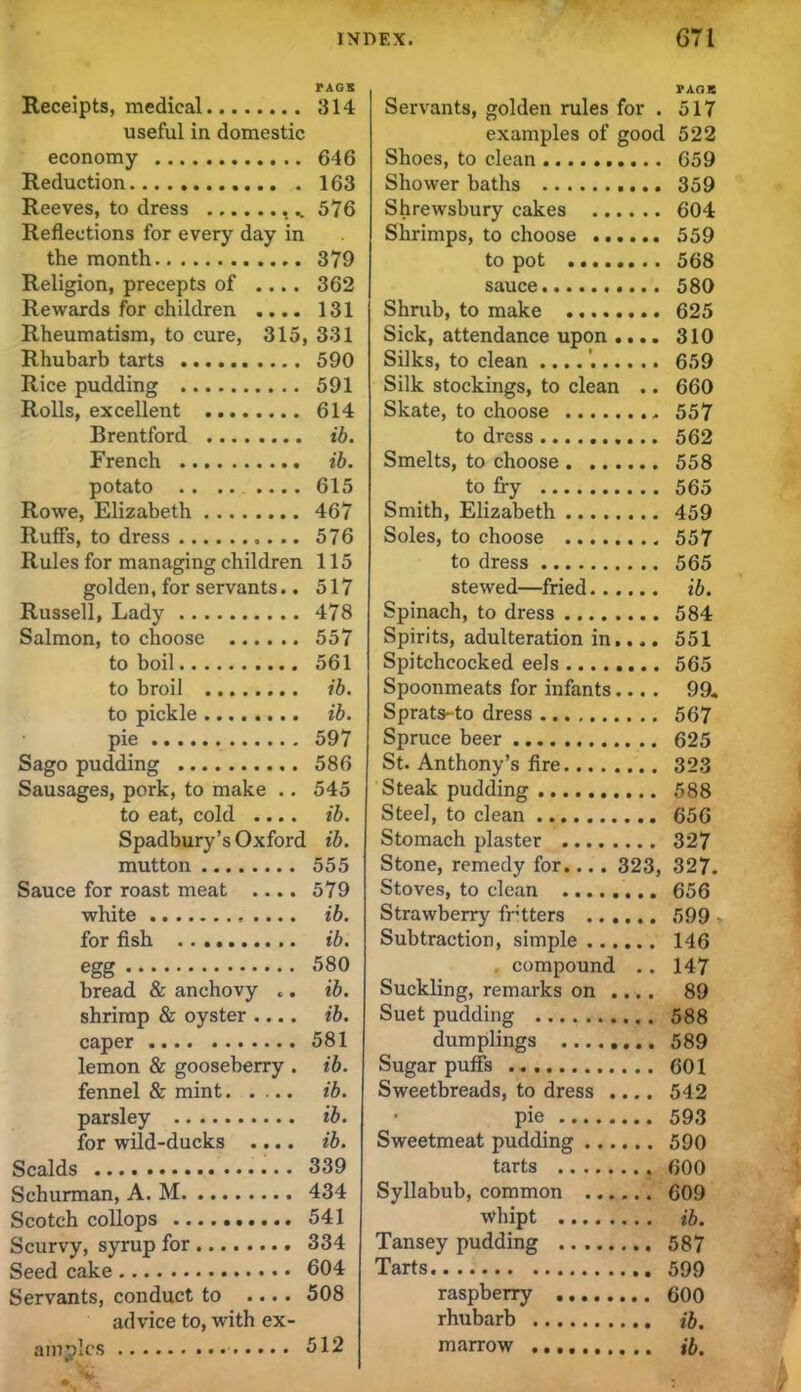 INDEX. 671
PAGE
Receipts, medical......... 314
useful in domestic
economy ............ 646
Reduction............ . 163
Reeves, to dress ......... 576
Reflections for every day in
the month............ 379
Religion, precepts of .... 362
Rewards for children .... 131
Rheumatism, to cure, 315, 331
Rhubarb tarts .......... 590
Rice pudding .......... 591
Rolls, excellent ........ 614
Brentford ........ ib.
French .......... ib.
potato .. .. .... 615
Rowe, Elizabeth ........ 467
Ruffs, to dress .......... 576
Rules for managing children 115
golden, for servants.. 517
Russell, Lady .......... 478
Salmon, to choose ...... 557
to boil........... 561
to broil ........ ib.
to pickle ........ ib.
pie ............. 597
Sago pudding .......... 586
Sausages, pork, to make .. 545
to eat, cold .... ib.
Spadbury's Oxford ib.
mutton ........ 555
Sauce for roast meat .... 579
white ............ ib.
for fish .......... ib.
egg .............. 580
bread & anchovy .. ib.
shrimp & oyster .... ib.
caper .... ........ 581
lemon & gooseberry . ib.
fennel & mint. .... ib.
parsley .......... ib.
for wild-ducks .... ib.
Scalds ................ 339
Schurman, A. M. ........ 434
Scotch collops .......... 541
Scurvy, syrup for ........ 334
Seed cake .............. 604
Servants, conduct to .... 508
advice to, with ex-
amples .............. 512
PAGE
Servants, golden rules for . 517
examples of good 522
Shoes, to clean .......... 659
Shower baths .......... 359
Shrewsbury cakes ...... 604
Shrimps, to choose ...... 559
to pot ........ 568
sauce.......... 580
Shrub, to make ........ 625
Sick, attendance upon .... 310
Silks, to clean .......... 659
Silk stockings, to clean .. 660
Skate, to choose ........ 557
to dress .......... 562
Smelts, to choose . ...... 558
to fry .......... 565
Smith, Elizabeth ........ 459
Soles, to choose ........ 557
to dress .......... 565
stewed—fried...... ib.
Spinach, to dress ........ 584
Spirits, adulteration in.... 551
Spitchcocked eels ........ 565
Spoonmeats for infants.... 99.
Sprats to dress .......... 567
Spruce beer ............ 625
St. Anthony's fire........ 323
Steak pudding .......... 588
Steel, to clean .......... 656
Stomach plaster ........ 327
Stone, remedy for.... 323, 327.
Stoves, to clean ........ 656
Strawberry fritters ...... 599
Subtraction, simple ...... 146
compound .. 147
Suckling, remarks on .... 89
Suet pudding .......... 588
dumplings ........ 589
Sugar puffs ............ 601
Sweetbreads, to dress .... 542
pie ........ 593
Sweetmeat pudding ...... 590
tarts ........ 600
Syllabub, common ...... 609
whipt ........ ib.
Tansey pudding ........ 587
Tarts.................. 599
raspberry ........ 600
rhubarb .......... ib.
marrow .......... ib.